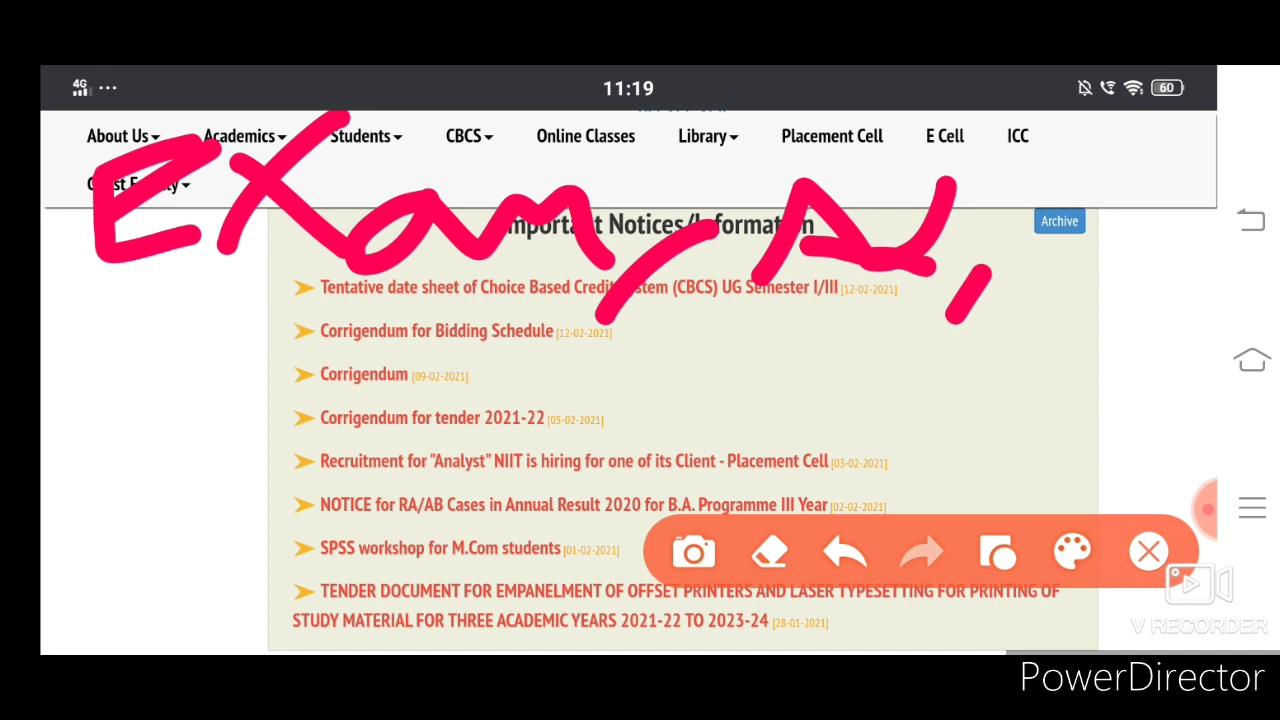 4G 11:19 60
About Us Academics Students CBCS Online Classes Library Placement Cell E Cell ICC
Exam,
Important Notices/Information Archive
Tentative date sheet of Choice Based Credit System (CBCS) UG Semester I/III [12-02-2021]
Corrigendum for Bidding Schedule [12-02-2021]
Corrigendum [09-02-2021]
Corrigendum for tender 2021-22 [05-02-2021]
Recruitment for "Analyst" NIIT is hiring for one of its Client - Placement Cell [03-02-2021]
NOTICE for RA/AB Cases in Annual Result 2020 for B.A. Programme III Year [02-02-2021]
SPSS workshop for M.Com students [01-02-2021]
TENDER DOCUMENT FOR EMPANELMENT OF OFFSET PRINTERS AND LASER TYPESETTING FOR PRINTING OF
STUDY MATERIAL FOR THREE ACADEMIC YEARS 2021-22 TO 2023-24 [28-01-2021]
V RECORDER
PowerDirector